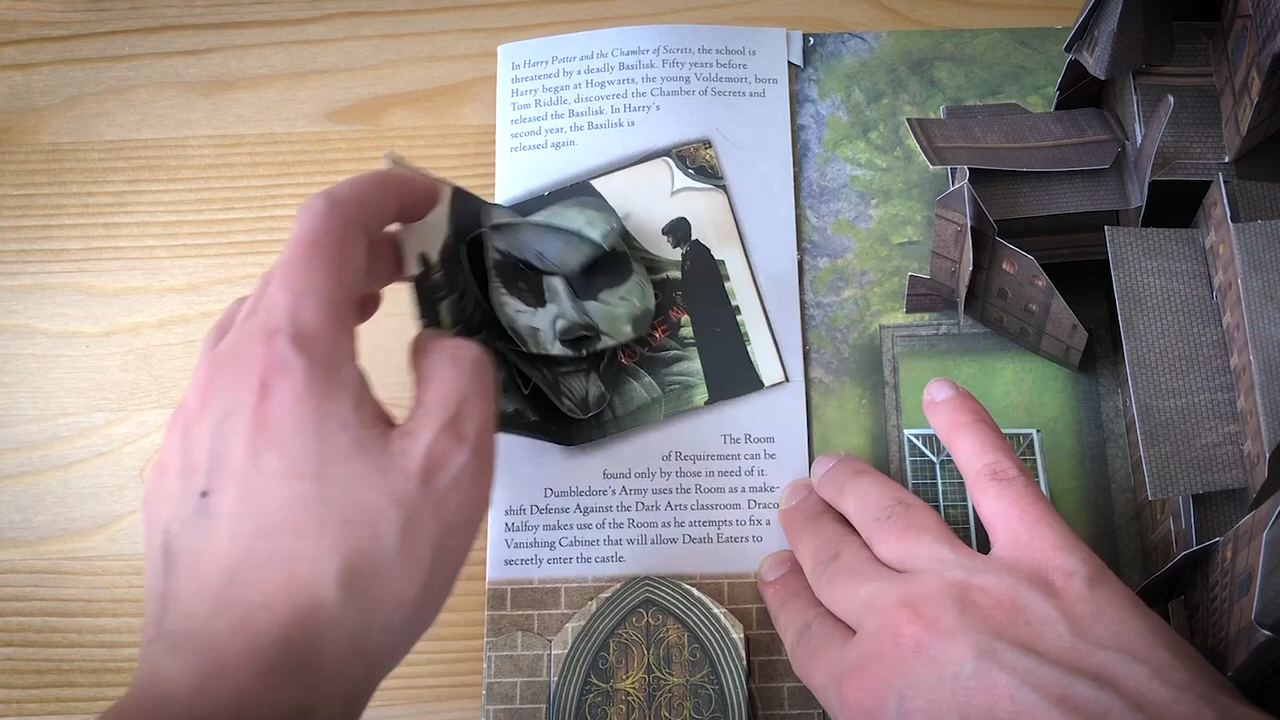 In Harry Potter and the Chamber of Secrets, the school is
threatened by a deadly Basilisk. Fifty years before
Harry began at Hogwarts, the young Voldemort, born
Tom Riddle, discovered the Chamber of Secrets and
released the Basilisk. In Harry's
second year, the Basilisk is
released again.
The Room
of Requirement can be
found only by those in need of it.
Dumbledore's Army uses the Room as a make-
shift Defense Against the Dark Arts classroom. Draco
Malfoy makes use of the Room as he attempts to fix a
Vanishing Cabinet that will allow Death Eaters to
secretly enter the castle.